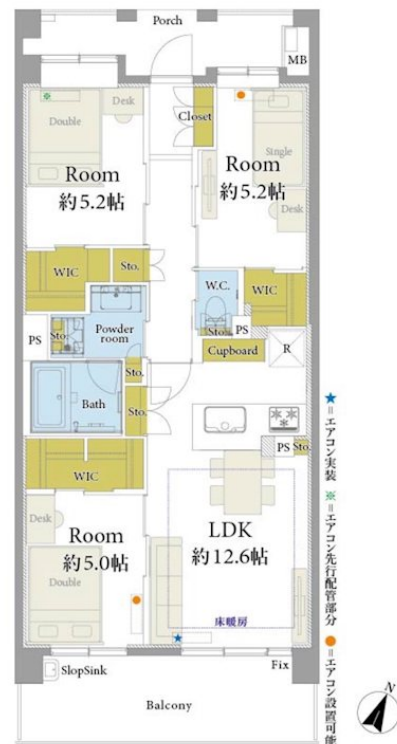 Porch
MB
Double
Desk
Closet
Room
約5.2帖
Single
Room
約5.2帖
Desk
WIC
Sto.
W.C.
WIC
PS
Sto.
Powder
room
Sto.
PS
Cupboard
R
Sto.
Bath
Sto.
PS
Sto.
WIC
Desk
Room
約5.0帖
Double
LDK
約12.6帖
床暖房
SlopSink
Fix
Balcony
★=エアコン実装
※=エアコン先行配管部分
●=エアコン設置可能
N